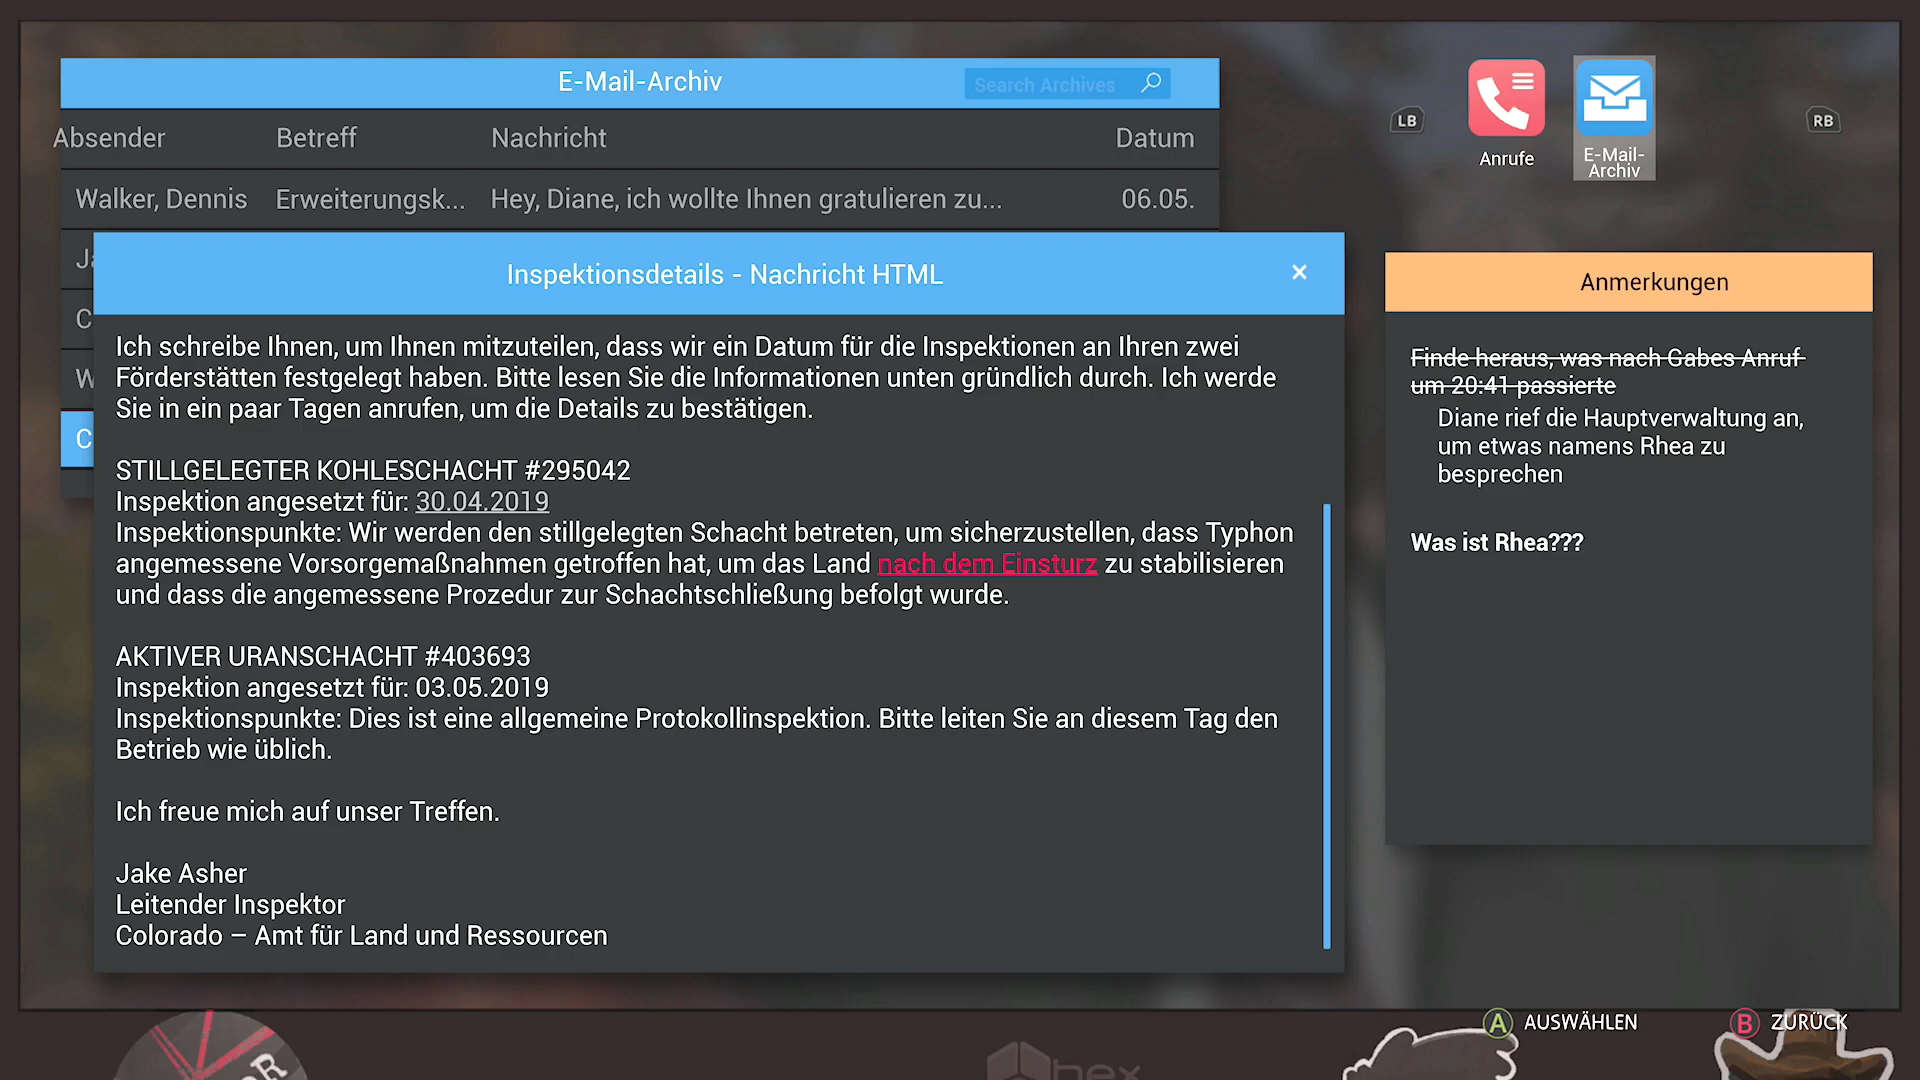 E-Mail-Archiv
Search Archives
Absender Betreff Nachricht Datum
Walker, Dennis Erweiterungsk... Hey, Diane, ich wollte Ihnen gratulieren zu... 06.05.
Inspektionsdetails - Nachricht HTML
Ich schreibe Ihnen, um Ihnen mitzuteilen, dass wir ein Datum für die Inspektionen an Ihren zwei
Förderstätten festgelegt haben. Bitte lesen Sie die Informationen unten gründlich durch. Ich werde
Sie in ein paar Tagen anrufen, um die Details zu bestätigen.
STILLGELEGTER KOHLESCHACHT #295042
Inspektion angesetzt für: 30.04.2019
Inspektionspunkte: Wir werden den stillgelegten Schacht betreten, um sicherzustellen, dass Typhon
angemessene Vorsorgemaßnahmen getroffen hat, um das Land nach dem Einsturz zu stabilisieren
und dass die angemessene Prozedur zur Schachtschließung befolgt wurde.
AKTIVER URANSCHACHT #403693
Inspektion angesetzt für: 03.05.2019
Inspektionspunkte: Dies ist eine allgemeine Protokollinspektion. Bitte leiten Sie an diesem Tag den
Betrieb wie üblich.
Ich freue mich auf unser Treffen.
Jake Asher
Leitender Inspektor
Colorado – Amt für Land und Ressourcen
LB
Anrufe
E-Mail-
Archiv
RB
Anmerkungen
Finde heraus, was nach Gabes Anruf
um 20:41 passierte
Diane rief die Hauptverwaltung an,
um etwas namens Rhea zu
besprechen
Was ist Rhea???
A AUSWÄHLEN
B ZURÜCK
hex